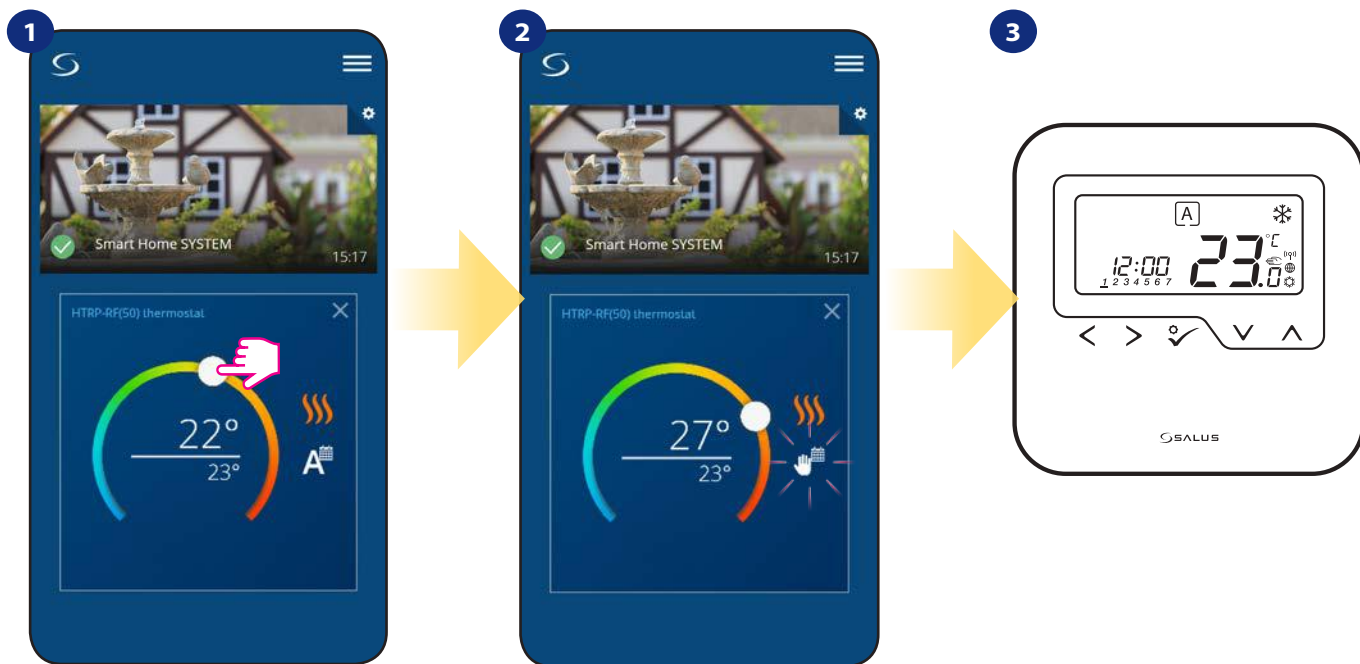 1
Smart Home SYSTEM
15:17
HTRP-RF(50) thermostat
22°
23°
A
2
Smart Home SYSTEM
15:17
HTRP-RF(50) thermostat
27°
23°
3
A
12:00
1 2 3 4 5 6 7
23.0 °C
SALUS